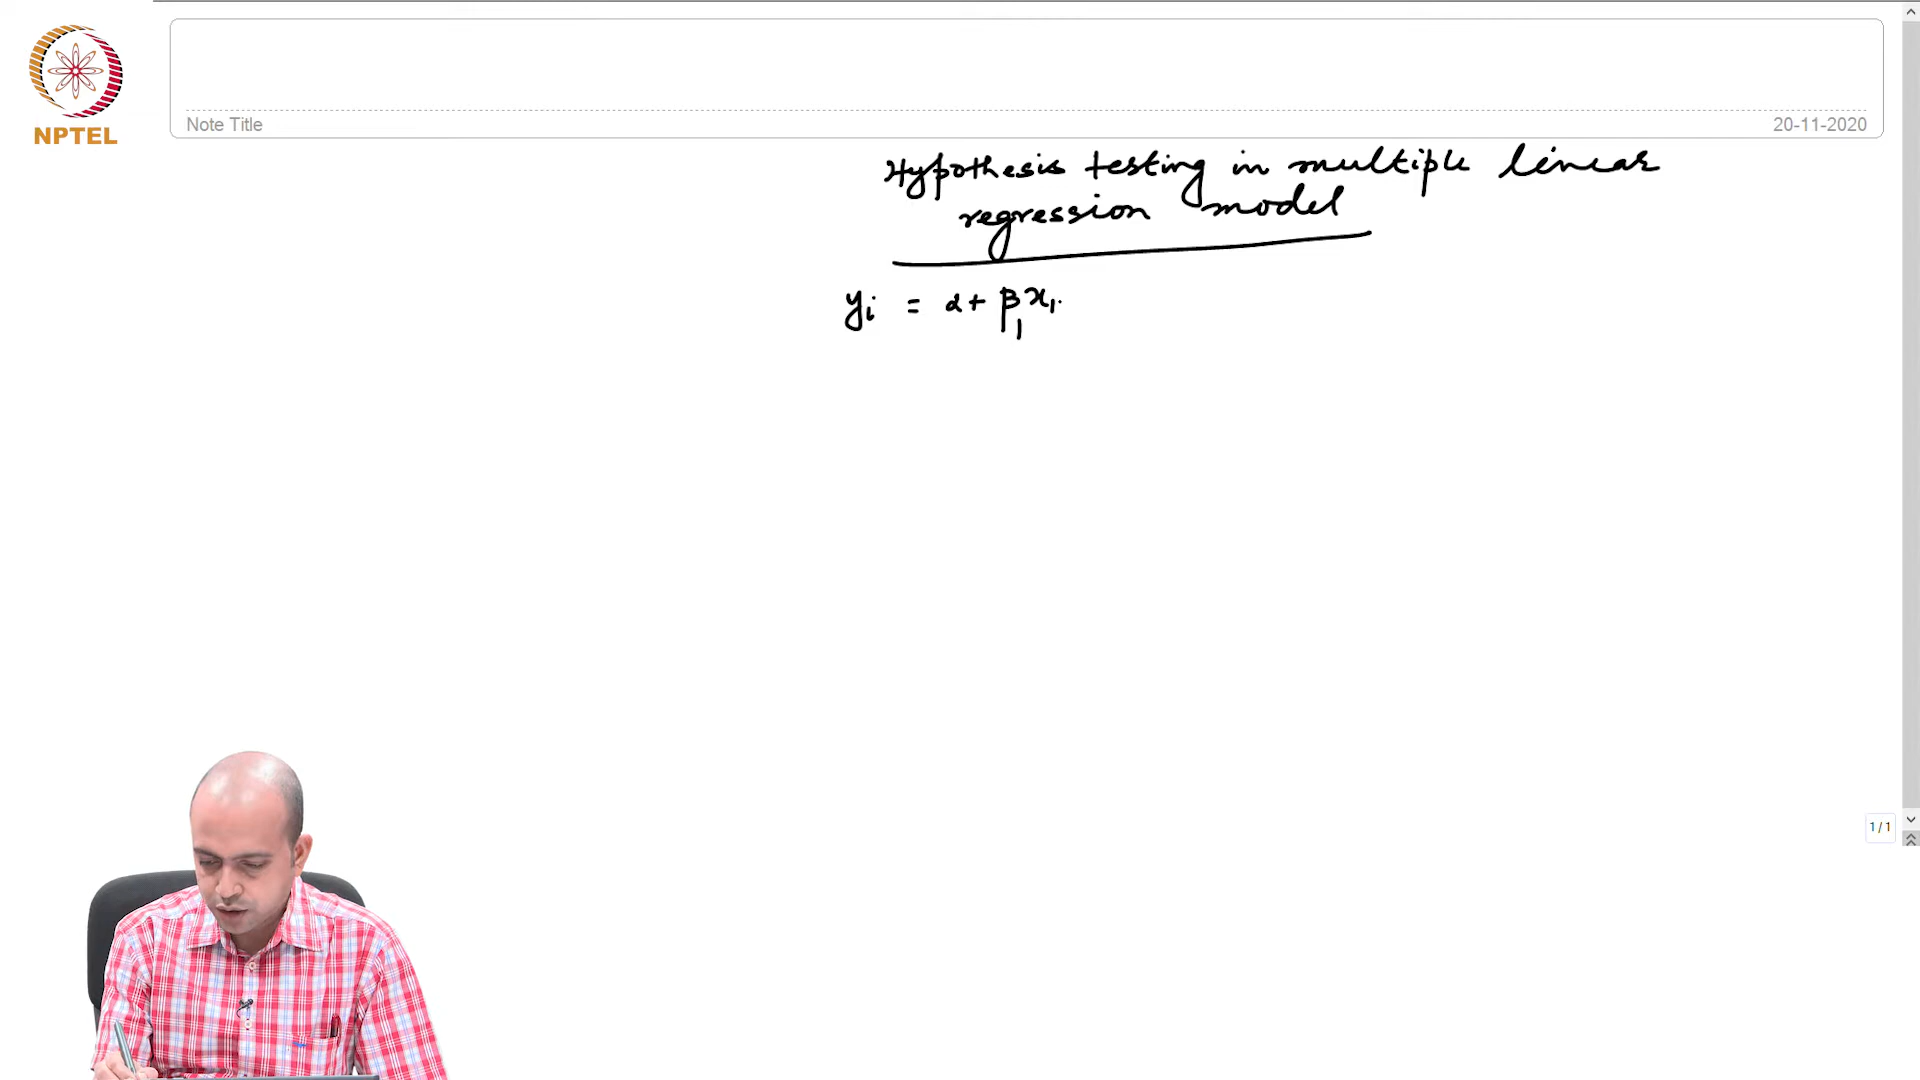 NPTEL
Note Title
20-11-2020
Hypothesis testing in multiple linear
regression model
yᵢ = α + β₁x₁.
1 / 1